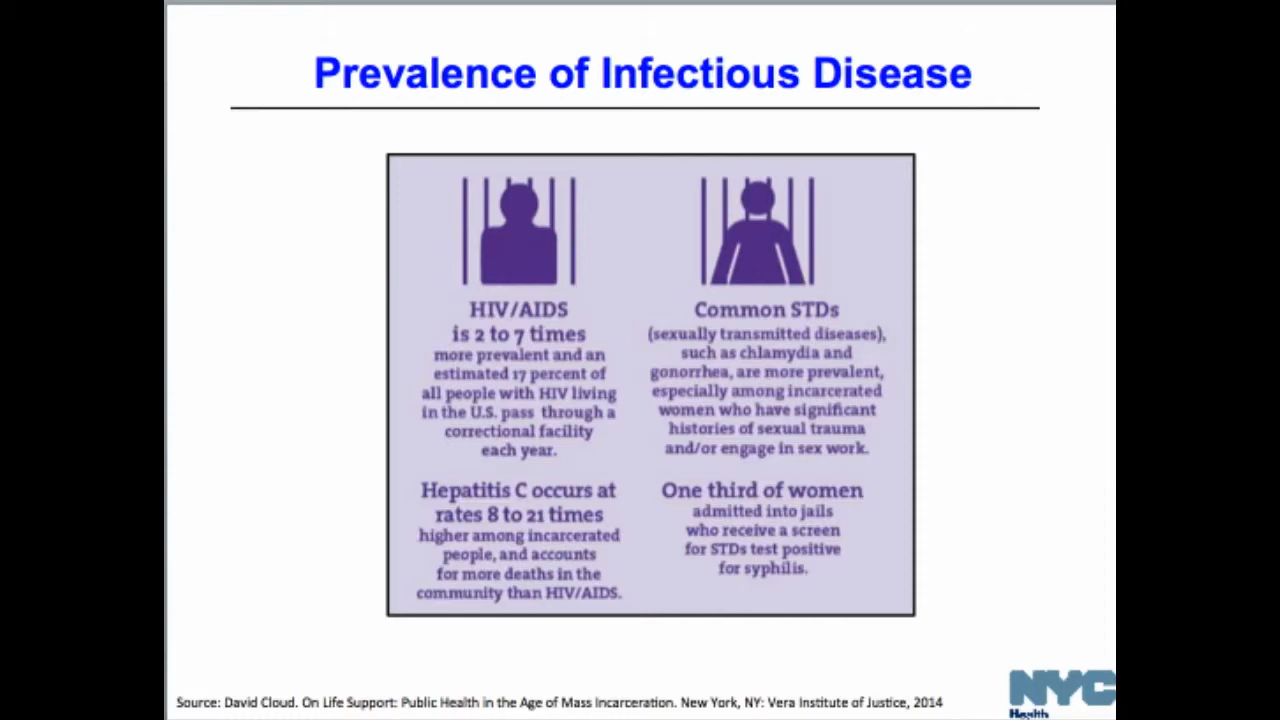 Prevalence of Infectious Disease
HIV/AIDS
is 2 to 7 times
more prevalent and an
estimated 17 percent of
all people with HIV living
in the U.S. pass through a
correctional facility
each year.
Hepatitis C occurs at
rates 8 to 21 times
higher among incarcerated
people, and accounts
for more deaths in the
community than HIV/AIDS.
Common STDs
(sexually transmitted diseases),
such as chlamydia and
gonorrhea, are more prevalent,
especially among incarcerated
women who have significant
histories of sexual trauma
and/or engage in sex work.
One third of women
admitted into jails
who receive a screen
for STDs test positive
for syphilis.
Source: David Cloud. On Life Support: Public Health in the Age of Mass Incarceration. New York, NY: Vera Institute of Justice, 2014
NYC
Health